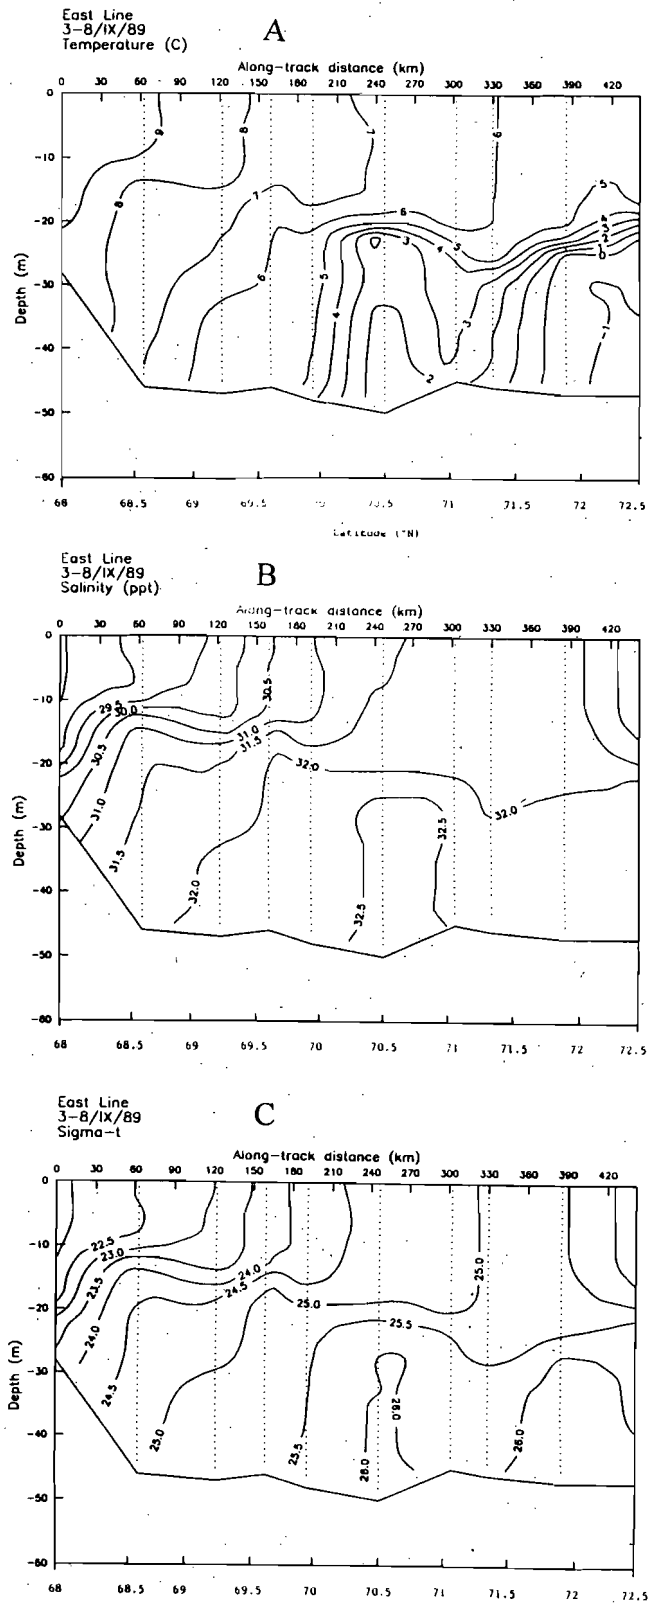 East Line
3-8/IX/89
Temperature (C)
A
Along-track distance (km)
0 30 60 90 120 150 180 210 240 270 300 330 360 390 420
0
-10
-20
-30
-40
-50
-60
Depth (m)
9 8 7 6
8 7 6 5
6 5 4 3 5 4 3 2 1 0
5 4 3 2 -1
68 68.5 69 69.5 70.5 71 71.5 72 72.5
Latitude (°N)
East Line
3-8/IX/89
Salinity (ppt)
B
Along-track distance (km)
0 30 60 90 120 150 180 210 240 270 300 330 360 390 420
0
-10
-20
-30
-40
-50
-60
Depth (m)
29.5 30.0 30.5
30.5 31.0 31.5 32.0 32.0
31.0 31.5 32.0 32.5 32.5
68 68.5 69 69.5 70 70.5 71 71.5 72 72.5
East Line
3-8/IX/89
Sigma-t
C
Along-track distance (km)
0 30 60 90 120 150 180 210 240 270 300 330 360 390 420
0
-10
-20
-30
-40
-50
-60
Depth (m)
22.5 23.0 24.0 25.0
23.5 24.5 25.0 25.5
24.0 24.5 25.0 25.5 26.0 26.0 26.0
68 68.5 69 69.5 70 70.5 71 71.5 72 72.5